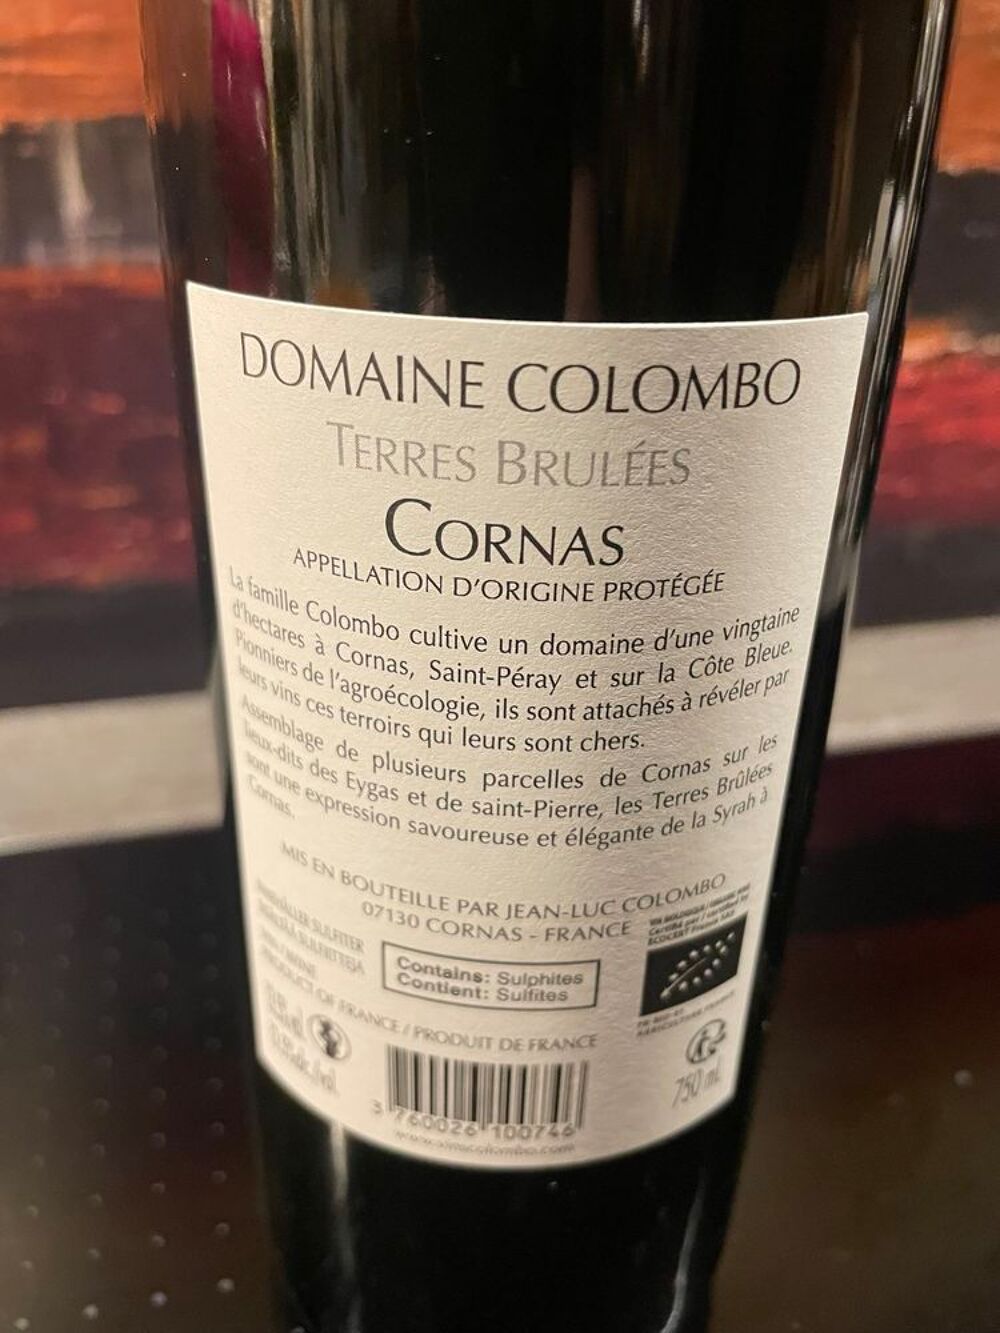 DOMAINE COLOMBO
TERRES BRULÉES
CORNAS
APPELLATION D'ORIGINE PROTÉGÉE
La famille Colombo cultive un domaine d'une vingtaine
d'hectares à Cornas, Saint-Péray et sur la Côte Bleue.
Pionniers de l'agroécologie, ils sont attachés à révéler par
leurs vins ces terroirs qui leurs sont chers.
Assemblage de plusieurs parcelles de Cornas sur les
lieux-dits des Eygas et de saint-Pierre, les Terres Brûlées
sont une expression savoureuse et élégante de la Syrah à
Cornas.
MIS EN BOUTEILLE PAR JEAN-LUC COLOMBO
07130 CORNAS - FRANCE
INNEHÅLLER SULFITER
Contains: Sulphites
Contient: Sulfites
PRODUCT OF FRANCE / PRODUIT DE FRANCE
750 mL
3 760026 100746